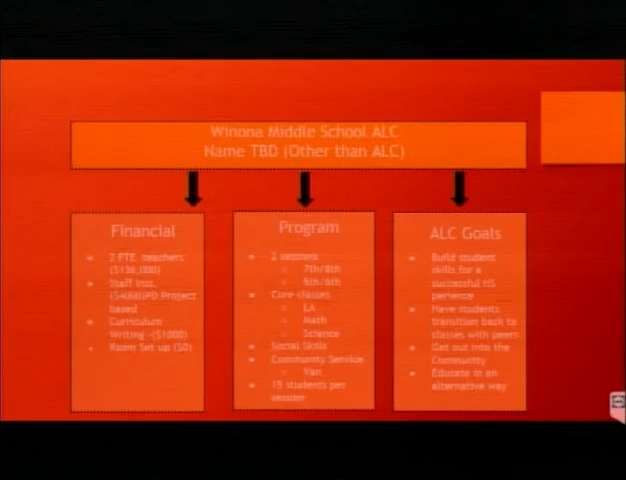 Winona Middle School ALC
Name TBD (Other than ALC)
Financial
2 FTE teachers
($136,000)
Staff Inst.
($4000)PD Project
based
Curriculum
Writing -($1000)
Room Set up ($0)
Program
2 sessions
7th/8th
5th/6th
Core classes
LA
Math
Science
Social Skills
Community Service
Van
15 students per
session
ALC Goals
Build student
skills for a
successful HS
perience
Have students
transition back to
classes with peers
Get out into the
Community
Educate in an
alternative way